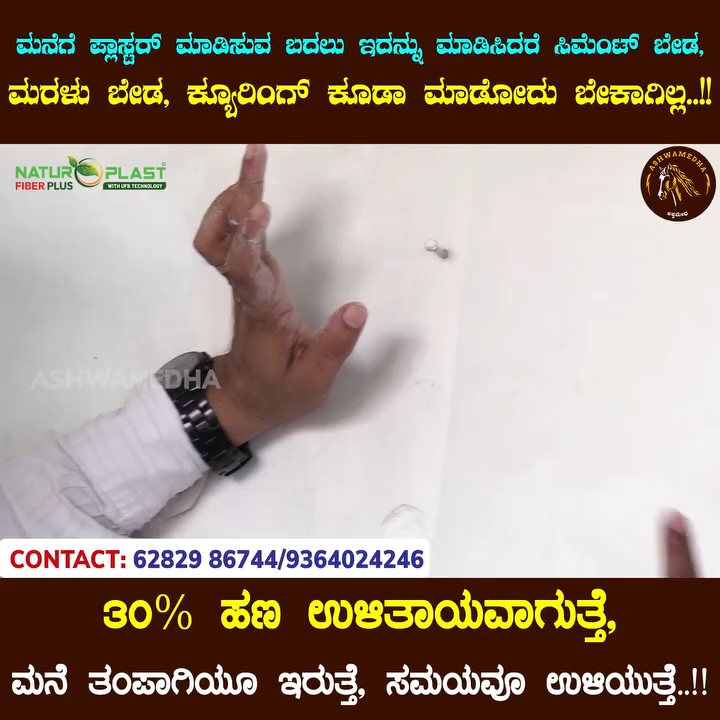 ಮನೆಗೆ ಪ್ಲಾಸ್ಟರ್ ಮಾಡಿಸುವ ಬದಲು ಇದನ್ನು ಮಾಡಿಸಿದರೆ ಸಿಮೆಂಟ್ ಬೇಡ,
ಮರಳು ಬೇಡ, ಕ್ಯೂರಿಂಗ್ ಕೂಡಾ ಮಾಡೋದು ಬೇಕಾಗಿಲ್ಲ..!!
NATUROPLAST®
FIBER PLUS WITH UFB TECHNOLOGY
ASHWAMEDHA
ಅಶ್ವಮೇಧ
ASHWAMEDHA
CONTACT: 62829 86744/9364024246
30% ಹಣ ಉಳಿತಾಯವಾಗುತ್ತೆ,
ಮನೆ ತಂಪಾಗಿಯೂ ಇರುತ್ತೆ, ಸಮಯವೂ ಉಳಿಯುತ್ತೆ..!!